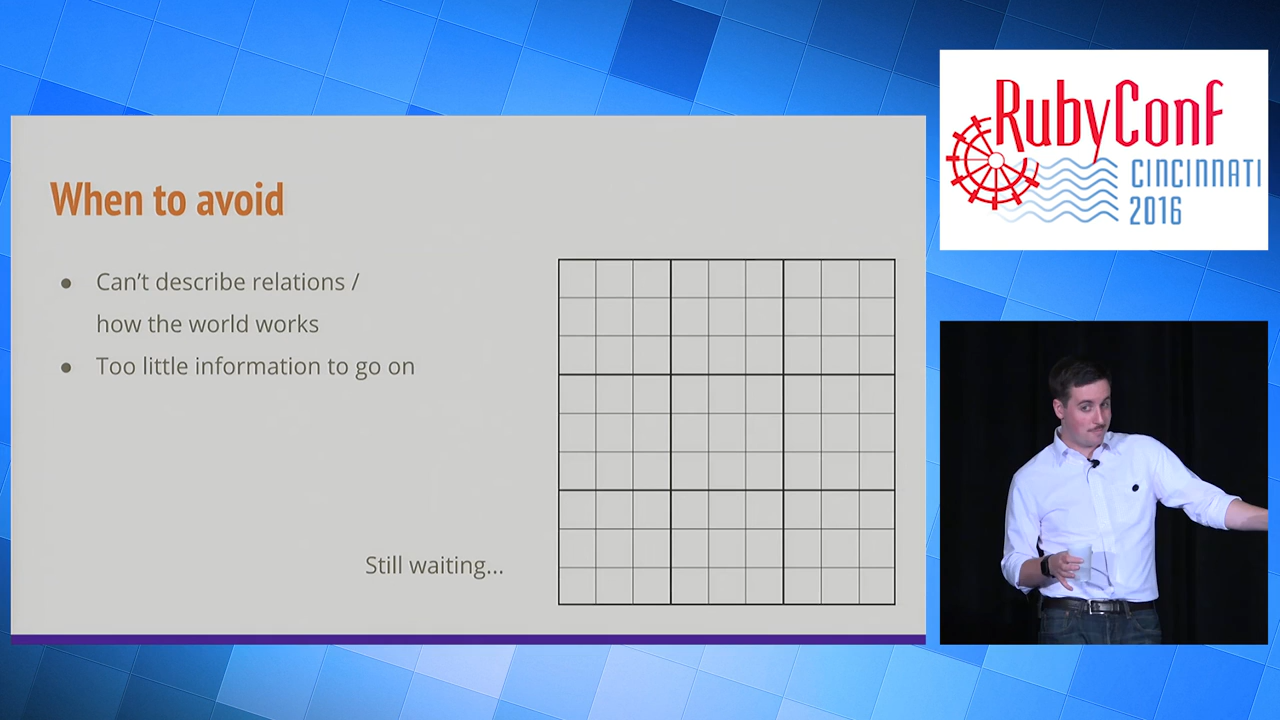 When to avoid
● Can’t describe relations /
how the world works
● Too little information to go on
Still waiting...
RubyConf
CINCINNATI
2016